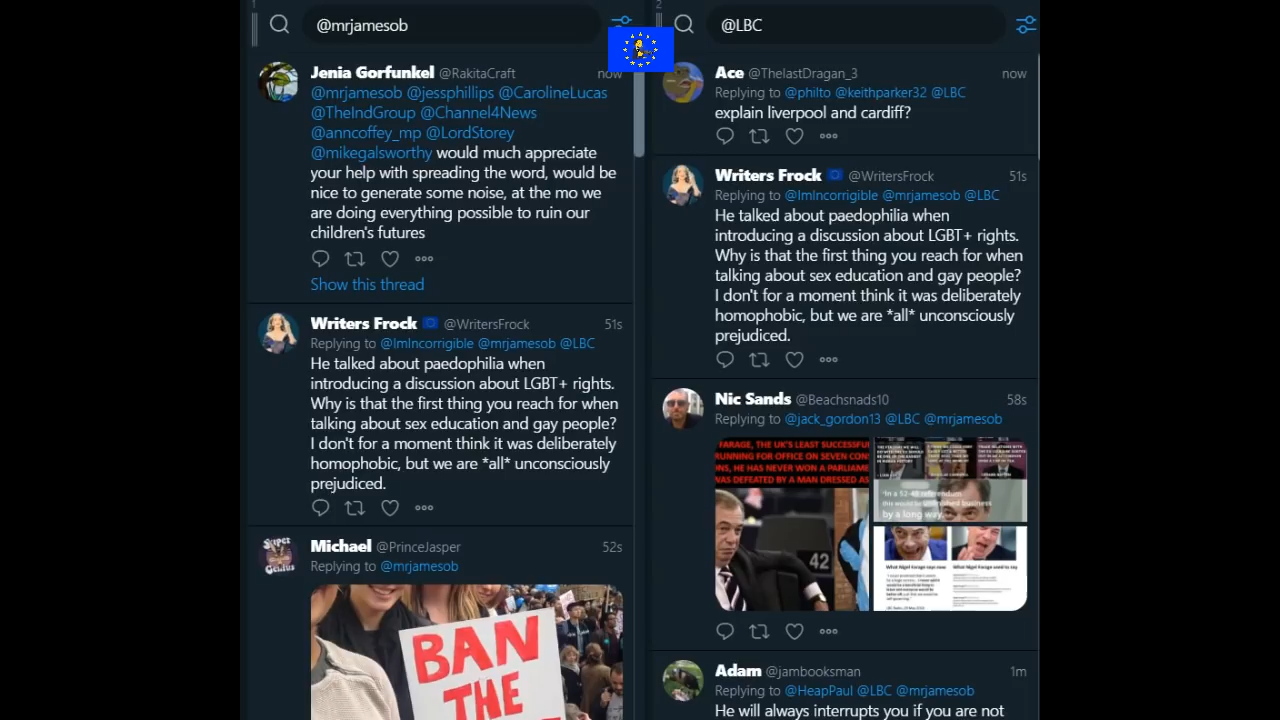 1
@mrjamesob
Jenia Gorfunkel @RakitaCraft now
@mrjamesob @jessphillips @CarolineLucas
@TheIndGroup @Channel4News
@anncoffey_mp @LordStorey
@mikegalsworthy would much appreciate
your help with spreading the word, would be
nice to generate some noise, at the mo we
are doing everything possible to ruin our
children's futures
Show this thread
Writers Frock @WritersFrock 51s
Replying to @ImIncorrigible @mrjamesob @LBC
He talked about paedophilia when
introducing a discussion about LGBT+ rights.
Why is that the first thing you reach for when
talking about sex education and gay people?
I don't for a moment think it was deliberately
homophobic, but we are *all* unconsciously
prejudiced.
Michael @PrinceJasper 52s
Replying to @mrjamesob
Super
Genius
BAN
THE
2
@LBC
Ace @ThelastDragan_3 now
Replying to @philto @keithparker32 @LBC
explain liverpool and cardiff?
Writers Frock @WritersFrock 51s
Replying to @ImIncorrigible @mrjamesob @LBC
He talked about paedophilia when
introducing a discussion about LGBT+ rights.
Why is that the first thing you reach for when
talking about sex education and gay people?
I don't for a moment think it was deliberately
homophobic, but we are *all* unconsciously
prejudiced.
Nic Sands @Beachsnads10 58s
Replying to @jack_gordon13 @LBC @mrjamesob
FARAGE, THE UK'S LEAST SUCCESSFU
RUNNING FOR OFFICE ON SEVEN CON
ONS, HE HAS NEVER WON A PARLIAME
WAS DEFEATED BY A MAN DRESSED AS
42
"In a 52-48 referendum
this would be unfinished business
by a long way.
What Nigel Farage says now
What Nigel Farage used to say
Adam @jambooksman 1m
Replying to @HeapPaul @LBC @mrjamesob
He will always interrupts you if you are not